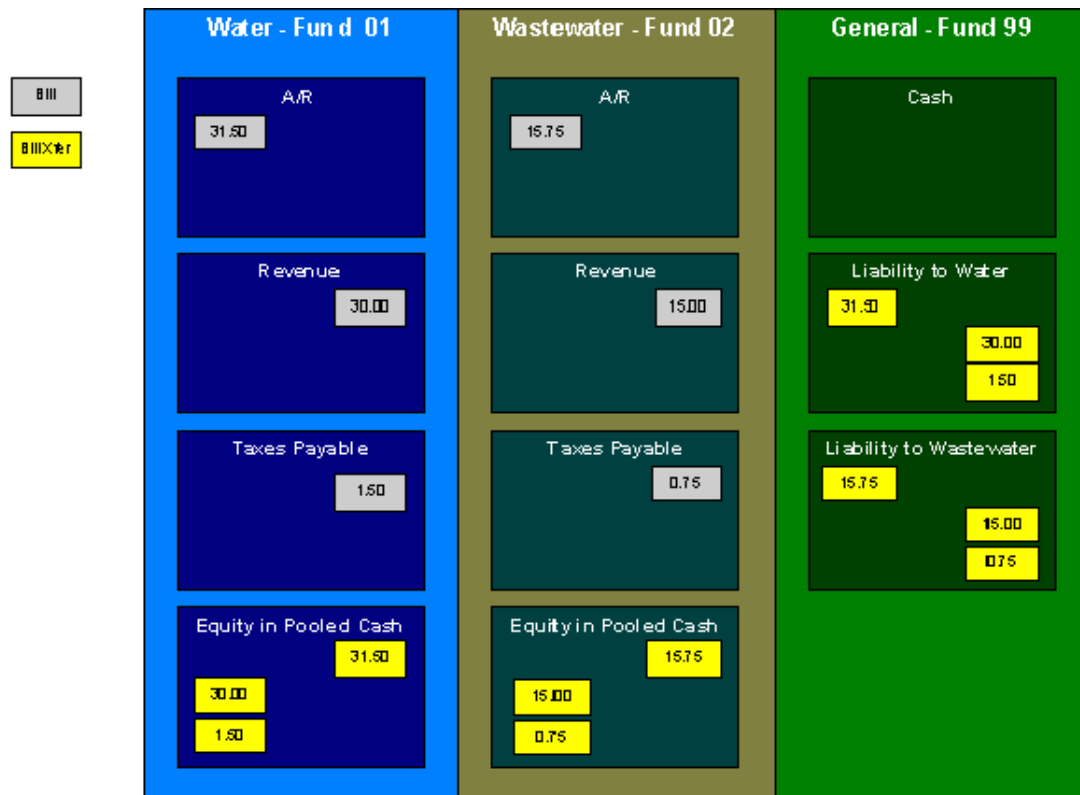 Water - Fund 01
Wastewater - Fund 02
General - Fund 99
Bill
BillXfer
A/R
31.50
A/R
15.75
Cash
Revenue
30.00
Revenue
15.00
Liability to Water
31.50
30.00
1.50
Taxes Payable
1.50
Taxes Payable
0.75
Liability to Wastewater
15.75
15.00
0.75
Equity in Pooled Cash
31.50
30.00
1.50
Equity in Pooled Cash
15.75
15.00
0.75